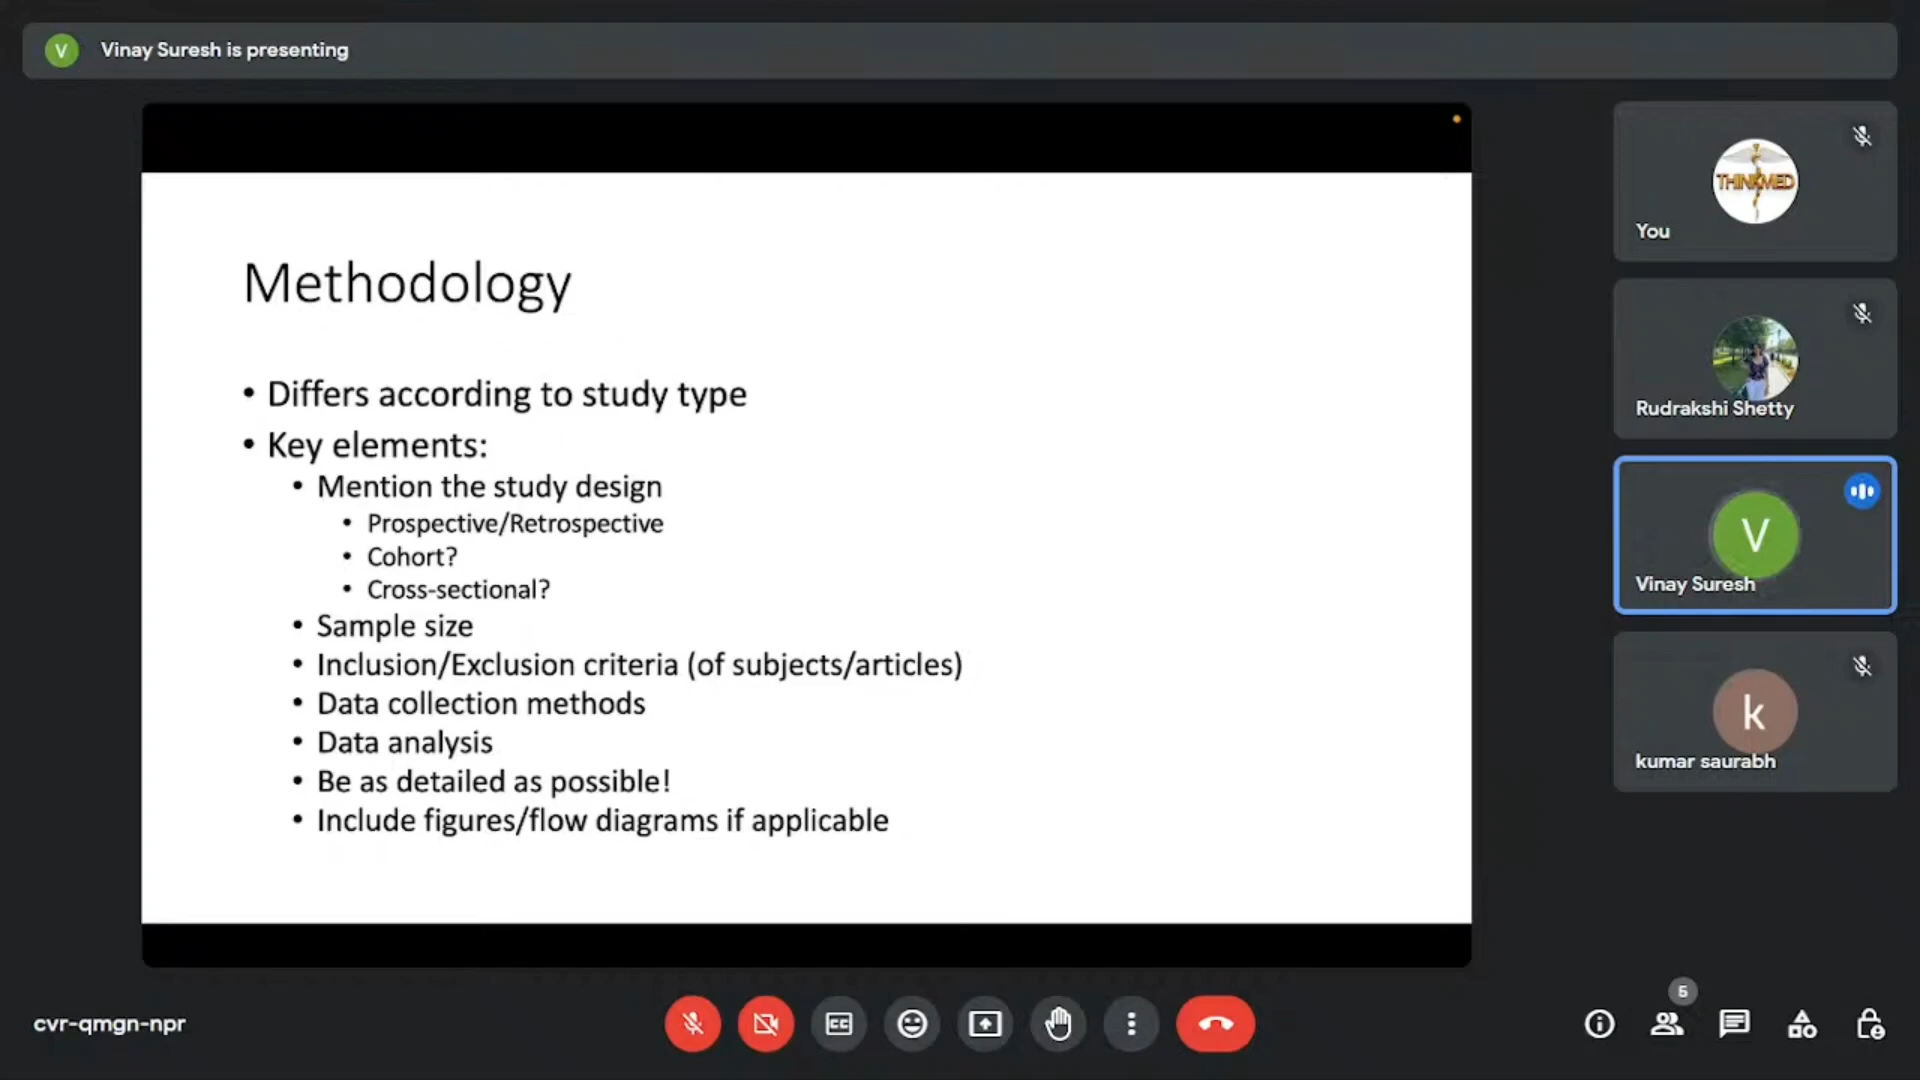 V
Vinay Suresh is presenting
Methodology
• Differs according to study type
• Key elements:
• Mention the study design
• Prospective/Retrospective
• Cohort?
• Cross-sectional?
• Sample size
• Inclusion/Exclusion criteria (of subjects/articles)
• Data collection methods
• Data analysis
• Be as detailed as possible!
• Include figures/flow diagrams if applicable
THINKMED
You
Rudrakshi Shetty
V
Vinay Suresh
k
kumar saurabh
cvr-qmgn-npr
CC
5